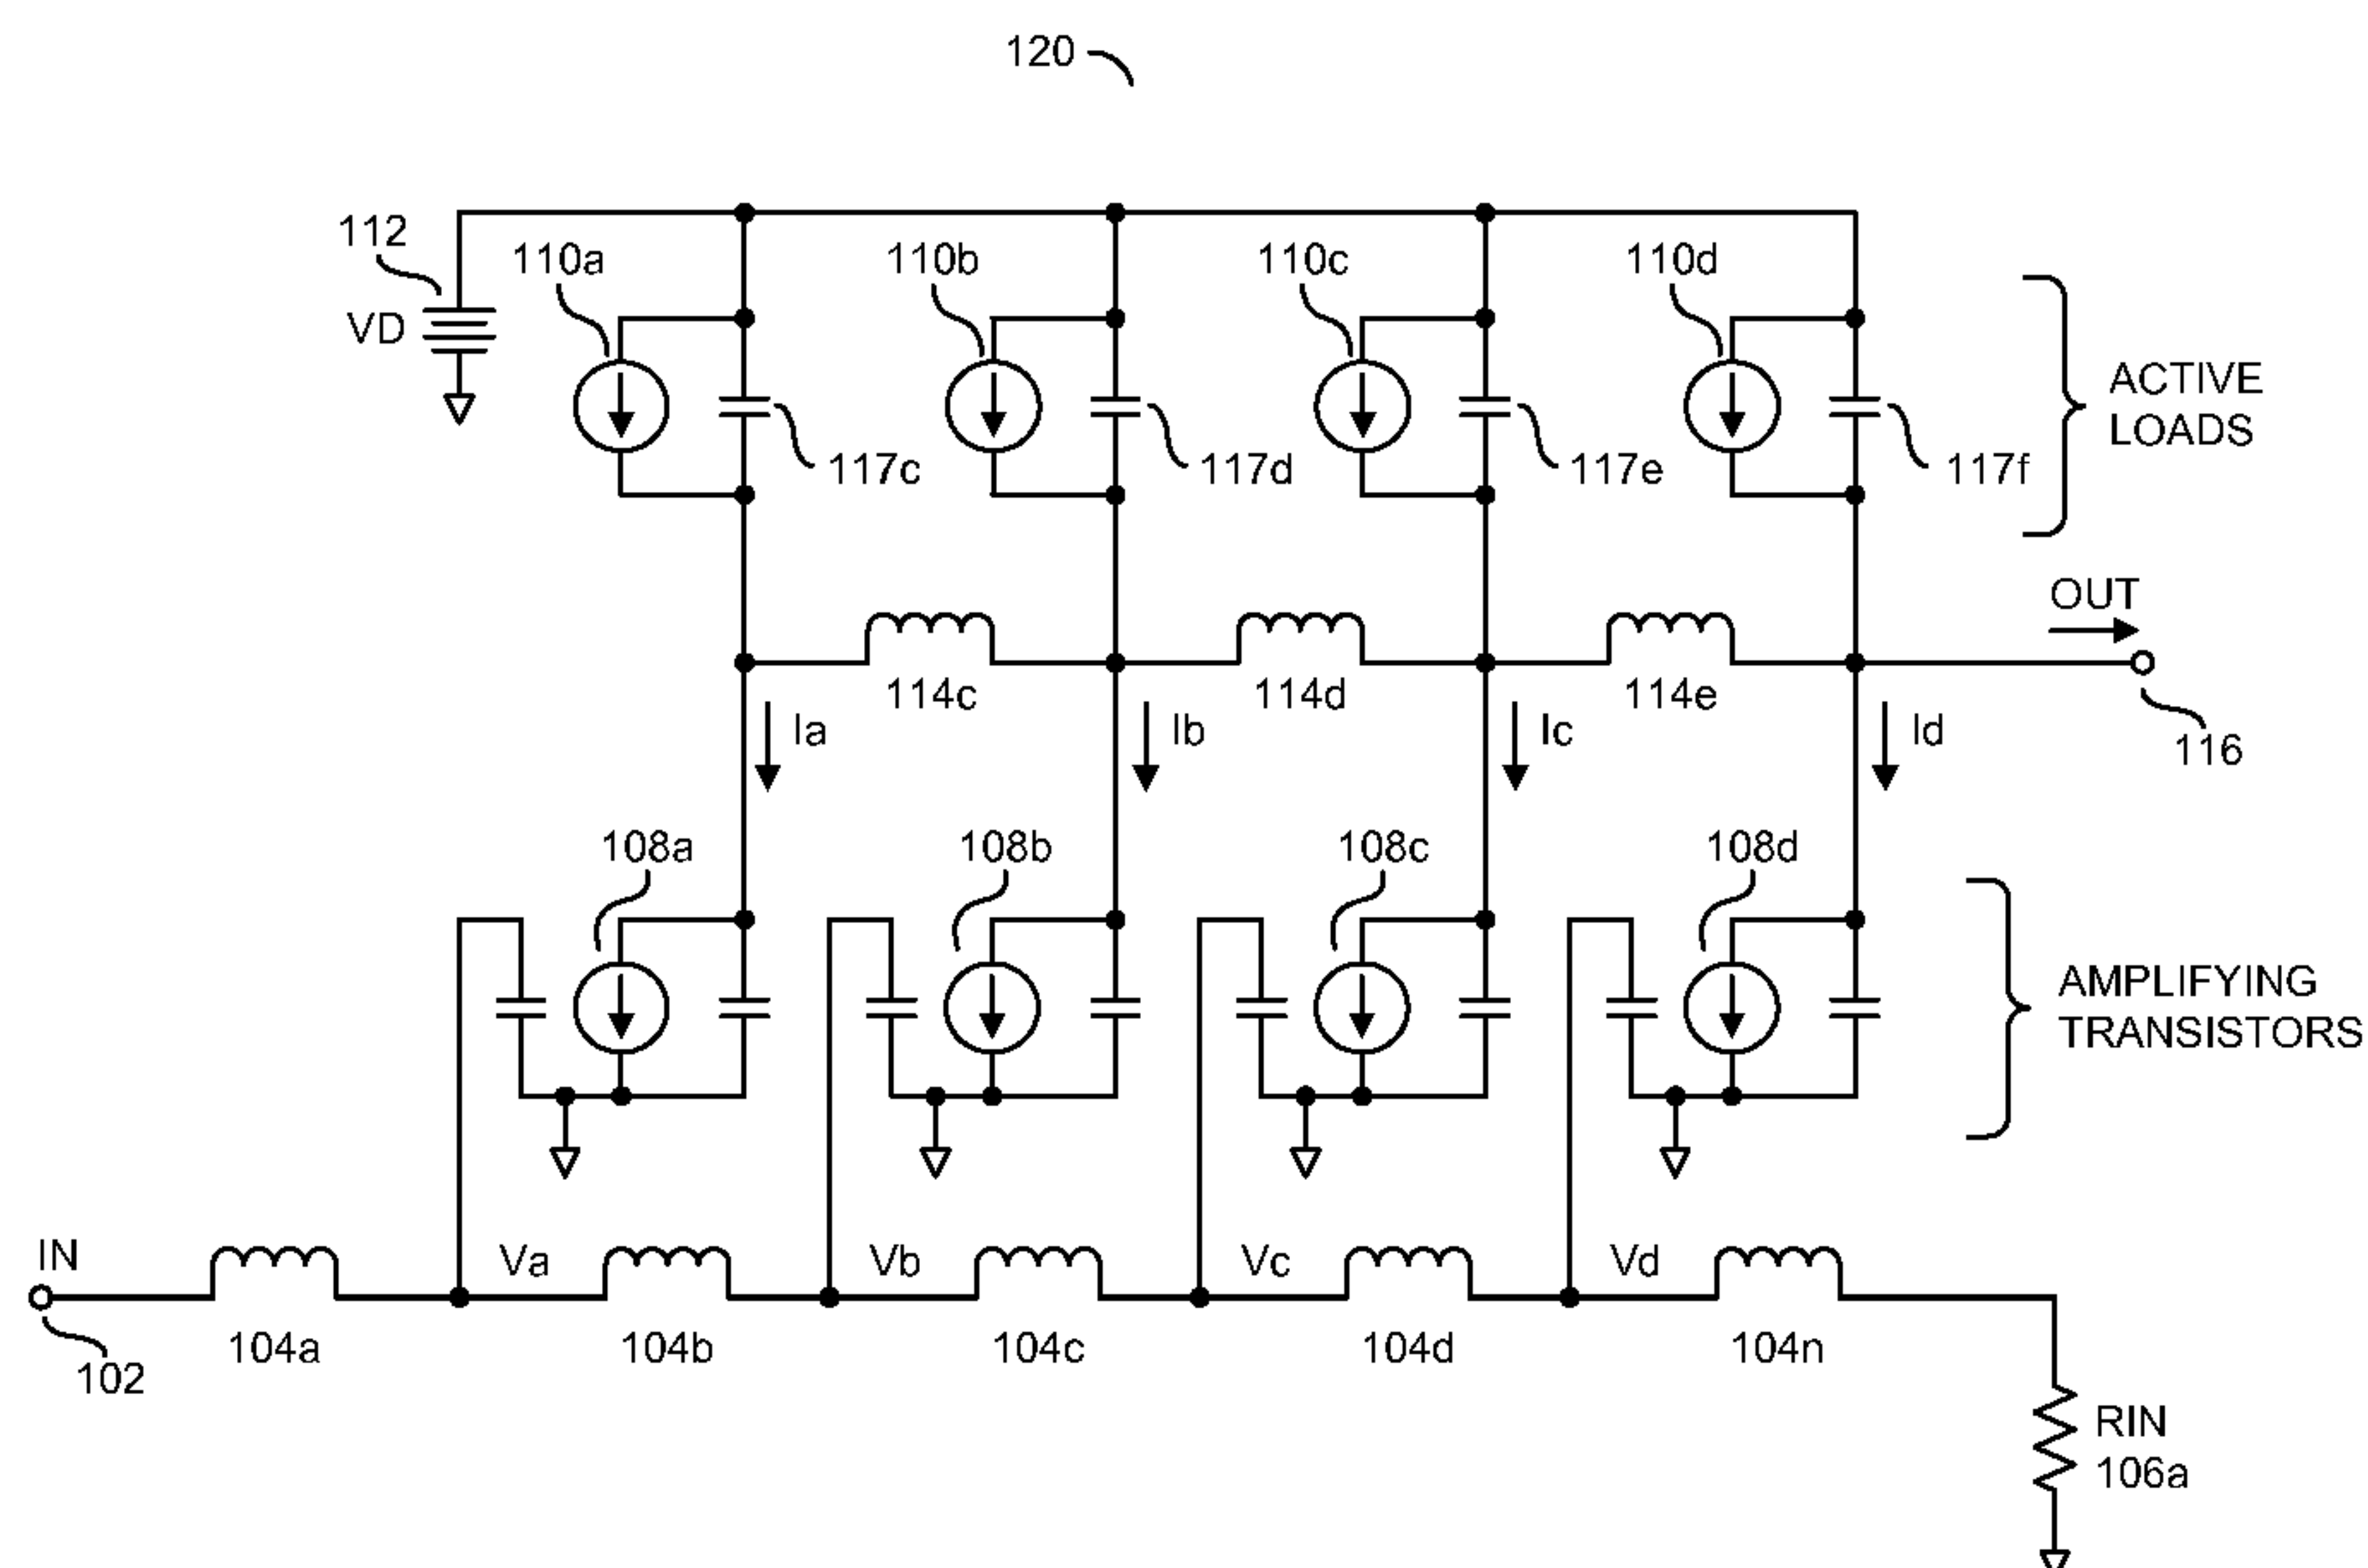 120
112
110a
110b
110c
110d
VD
ACTIVE
LOADS
117c
117d
117e
117f
OUT
114c
114d
114e
Ia
Ib
Ic
Id
116
108a
108b
108c
108d
AMPLIFYING
TRANSISTORS
IN
Va
Vb
Vc
Vd
104a
104b
104c
104d
104n
102
RIN
106a